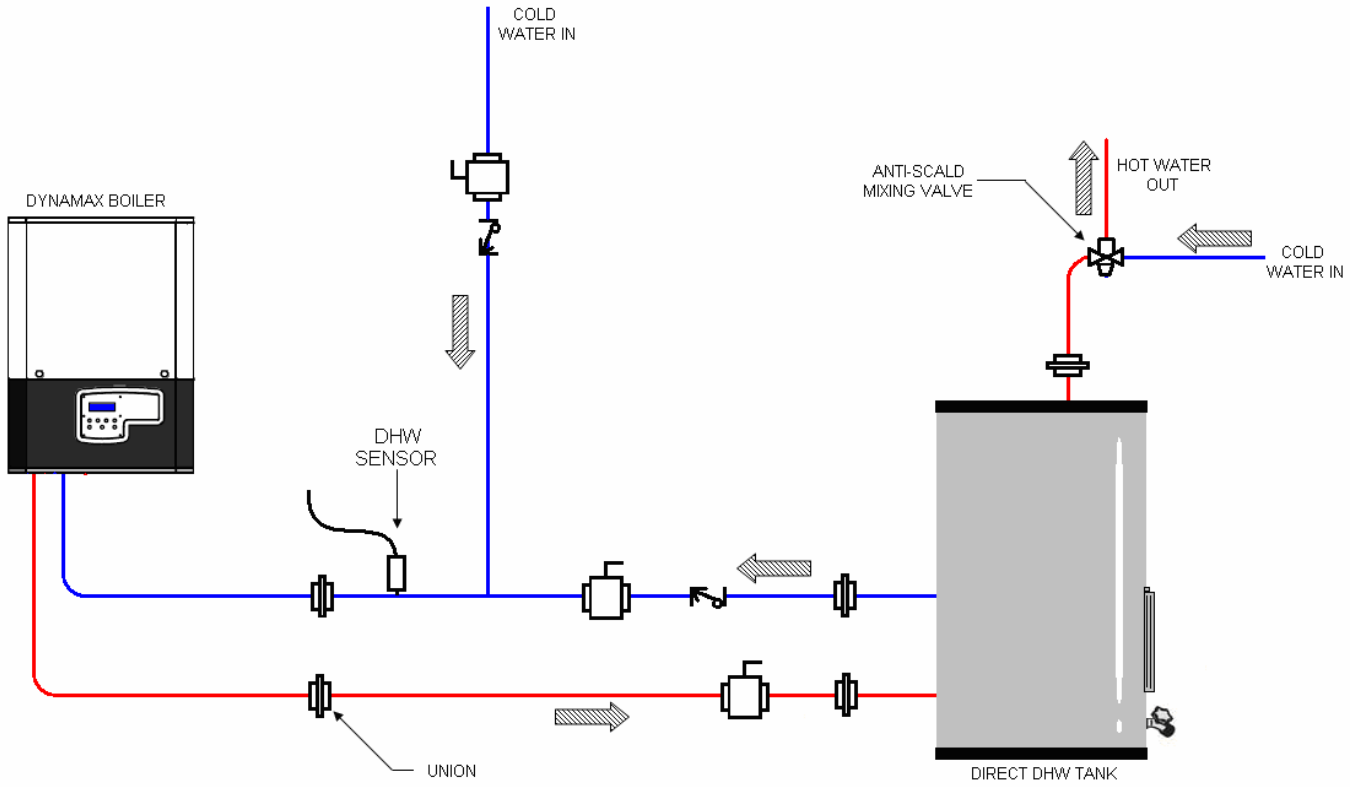 COLD
WATER IN
ANTI-SCALD
MIXING VALVE
HOT WATER
OUT
DYNAMAX BOILER
COLD
WATER IN
DHW
SENSOR
UNION
DIRECT DHW TANK